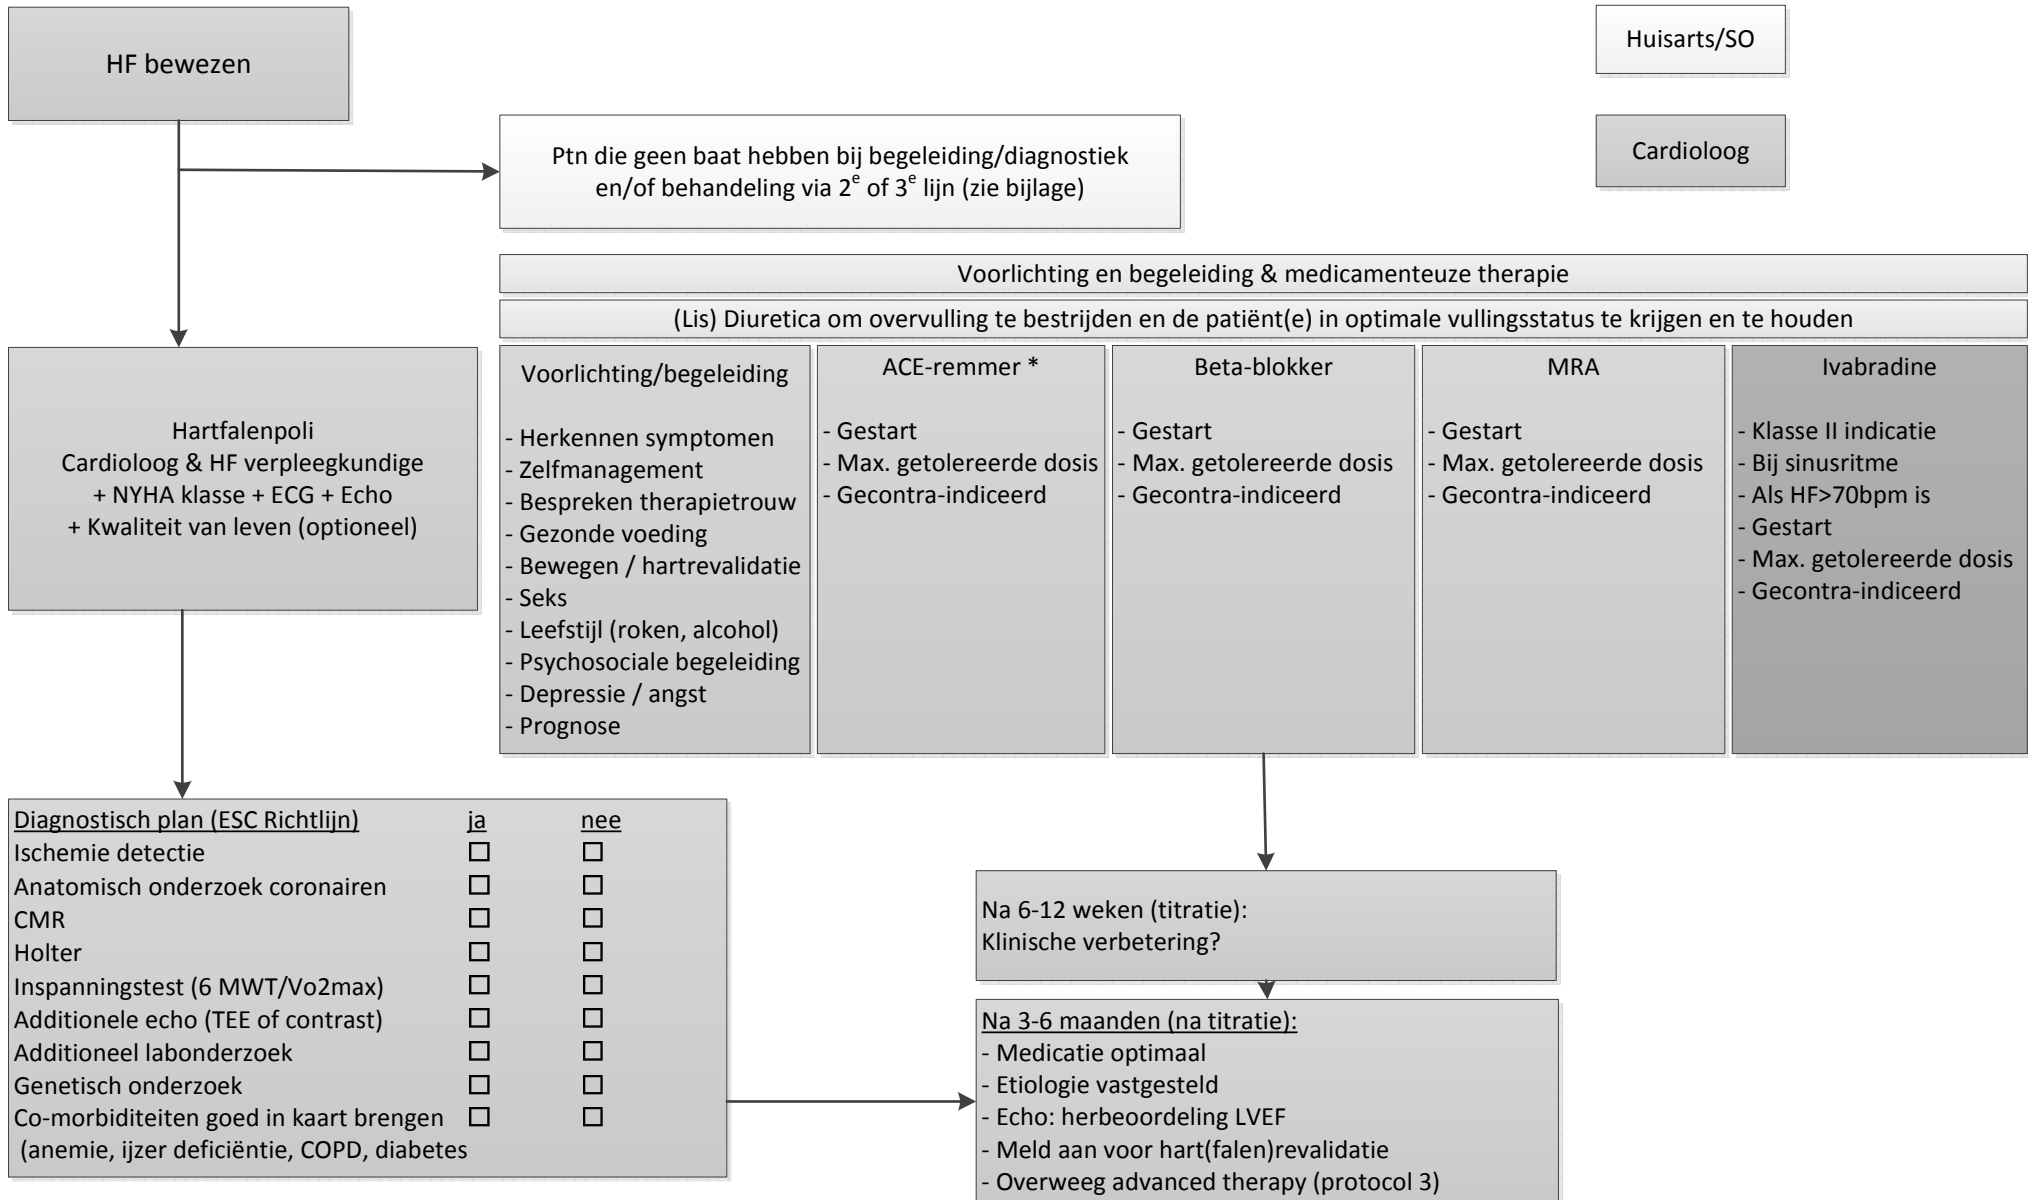 HF bewezen
Huisarts/SO
Cardioloog
Ptn die geen baat hebben bij begeleiding/diagnostiek
en/of behandeling via 2e of 3e lijn (zie bijlage)
Voorlichting en begeleiding & medicamenteuze therapie
(Lis) Diuretica om overvulling te bestrijden en de patiënt(e) in optimale vullingsstatus te krijgen en te houden
Hartfalenpoli
Cardioloog & HF verpleegkundige
+ NYHA klasse + ECG + Echo
+ Kwaliteit van leven (optioneel)
Voorlichting/begeleiding
- Herkennen symptomen
- Zelfmanagement
- Bespreken therapietrouw
- Gezonde voeding
- Bewegen / hartrevalidatie
- Seks
- Leefstijl (roken, alcohol)
- Psychosociale begeleiding
- Depressie / angst
- Prognose
ACE-remmer *
- Gestart
- Max. getolereerde dosis
- Gecontra-indiceerd
Beta-blokker
- Gestart
- Max. getolereerde dosis
- Gecontra-indiceerd
MRA
- Gestart
- Max. getolereerde dosis
- Gecontra-indiceerd
Ivabradine
- Klasse II indicatie
- Bij sinusritme
- Als HF>70bpm is
- Gestart
- Max. getolereerde dosis
- Gecontra-indiceerd
Diagnostisch plan (ESC Richtlijn) ja nee
Ischemie detectie ☐ ☐
Anatomisch onderzoek coronairen ☐ ☐
CMR ☐ ☐
Holter ☐ ☐
Inspanningstest (6 MWT/Vo2max) ☐ ☐
Additionele echo (TEE of contrast) ☐ ☐
Additioneel labonderzoek ☐ ☐
Genetisch onderzoek ☐ ☐
Co-morbiditeiten goed in kaart brengen ☐ ☐
(anemie, ijzer deficiëntie, COPD, diabetes
Na 6-12 weken (titratie):
Klinische verbetering?
Na 3-6 maanden (na titratie):
- Medicatie optimaal
- Etiologie vastgesteld
- Echo: herbeoordeling LVEF
- Meld aan voor hart(falen)revalidatie
- Overweeg advanced therapy (protocol 3)